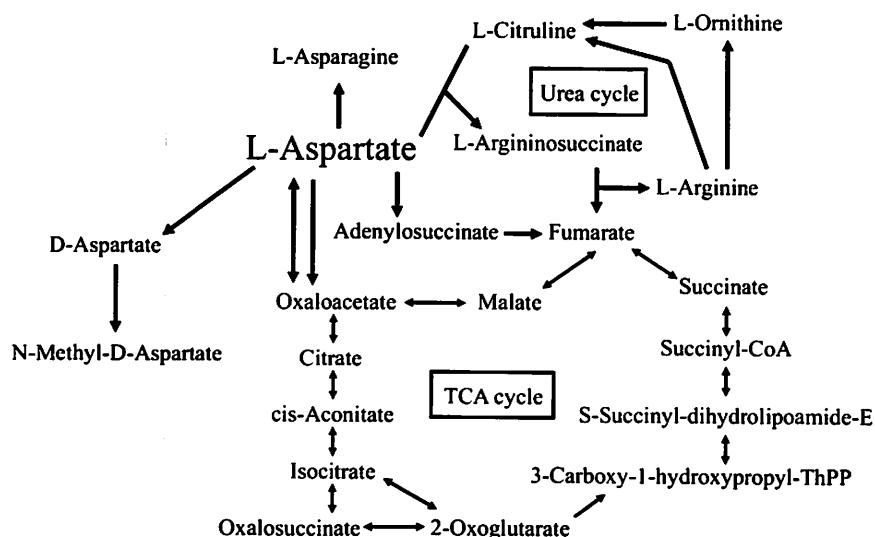 L-Citruline
L-Ornithine
L-Asparagine
Urea cycle
L-Aspartate
L-Argininosuccinate
L-Arginine
D-Aspartate
Adenylosuccinate
Fumarate
Oxaloacetate
Malate
Succinate
N-Methyl-D-Aspartate
Citrate
Succinyl-CoA
TCA cycle
cis-Aconitate
S-Succinyl-dihydrolipoamide-E
Isocitrate
3-Carboxy-1-hydroxypropyl-ThPP
Oxalosuccinate
2-Oxoglutarate